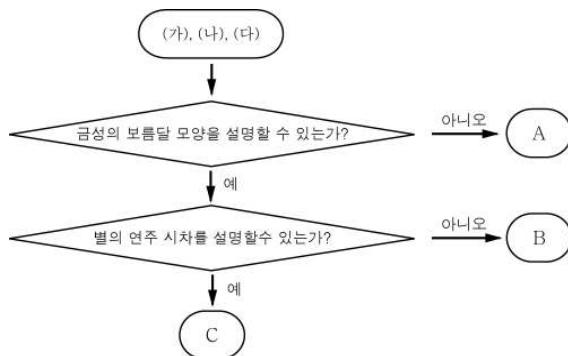 (가), (나), (다)
금성의 보름달 모양을 설명할 수 있는가?
아니오
A
예
별의 연주 시차를 설명할수 있는가?
아니오
B
예
C